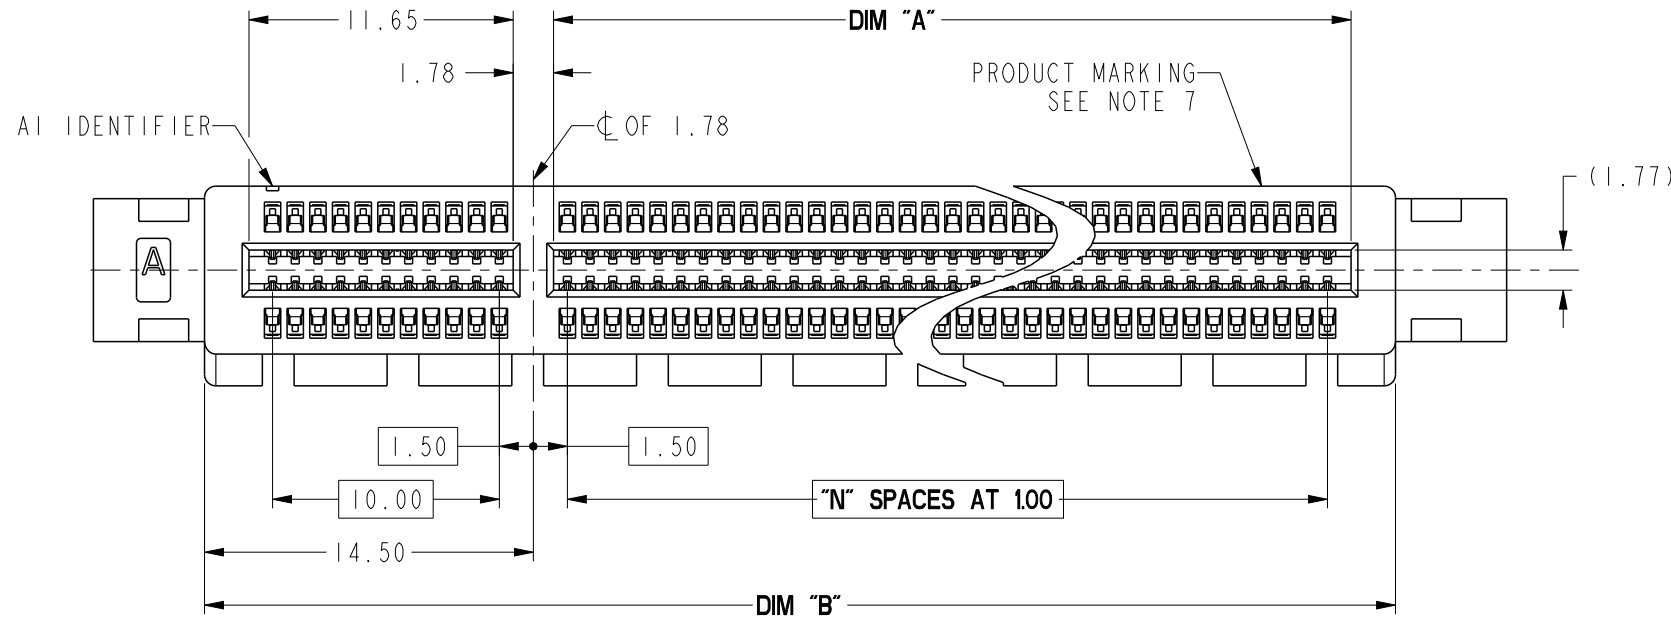 11.65
DIM "A"
1.78
PRODUCT MARKING
SEE NOTE 7
A1 IDENTIFIER
℄ OF 1.78
(1.77)
A
1.50
1.50
10.00
"N" SPACES AT 1.00
14.50
DIM "B"